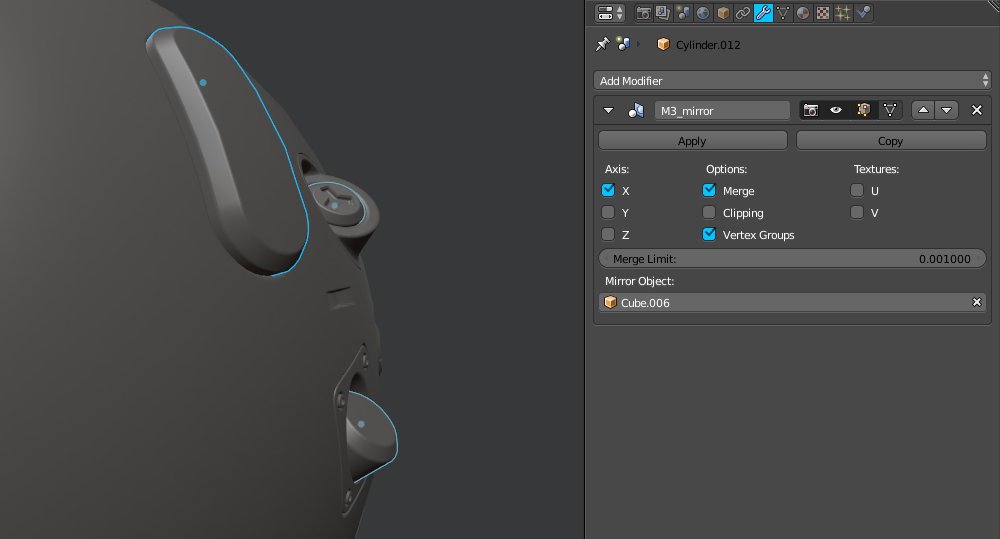 Cylinder.012
Add Modifier
M3_mirror
Apply Copy
Axis: Options: Textures:
X Merge U
Y Clipping V
Z Vertex Groups
Merge Limit: 0.001000
Mirror Object:
Cube.006